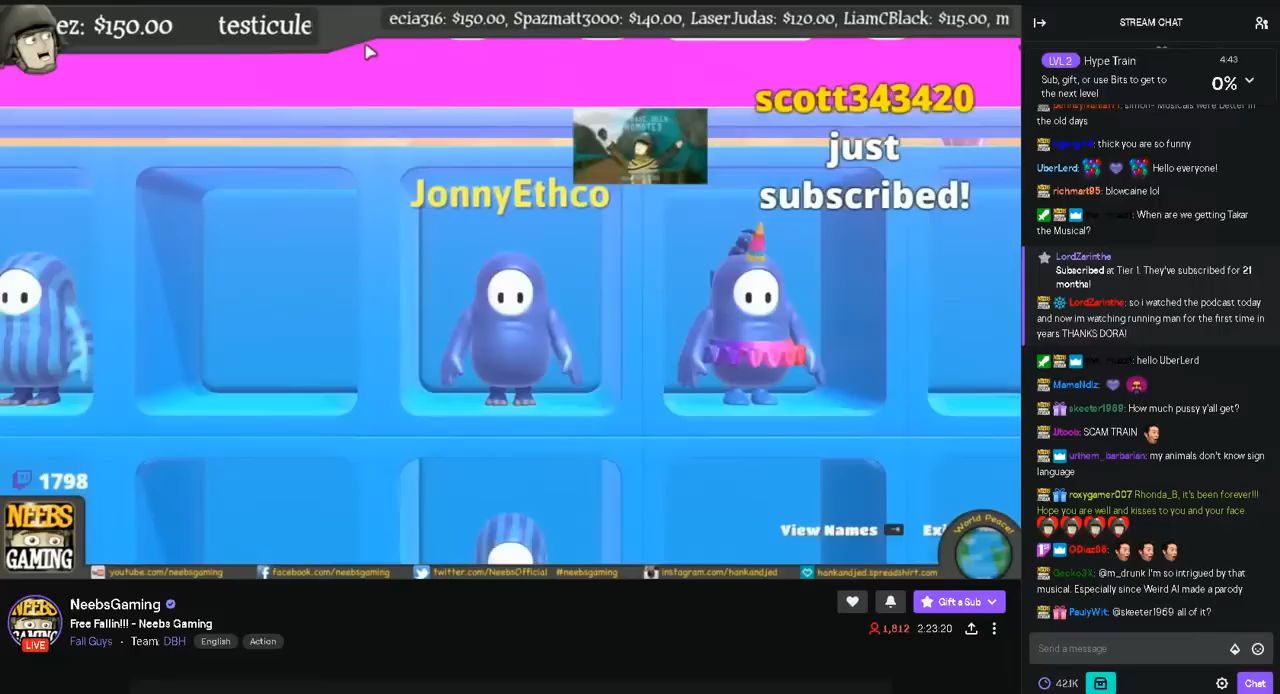 ez: $150.00 testicule
ecia316: $150.00, Spazmatt3000: $140.00, LaserJudas: $120.00, LiamCBlack: $115.00, m
scott343420
just
subscribed!
JonnyEthco
1798
NEEBS
GAMING
View Names
Exi
World Peace!
youtube.com/neebsgaming
facebook.com/neebsgaming
twitter.com/NeebsOfficial #neebsgaming
instagram.com/hankandjed
hankandjed.spreadshirt.com
NeebsGaming
Free Fallin!!! - Neebs Gaming
Fall Guys · Team: DBH English Action
LIVE
Gift a Sub
1,812 2:23:20
STREAM CHAT
LVL 2 Hype Train 4:43
Sub, gift, or use Bits to get to
the next level
0%
the old days
: thick you are so funny
UberLerd: Hello everyone!
richmart95: blowcaine lol
: When are we getting Takar
the Musical?
LordZarinthe
Subscribed at Tier 1. They've subscribed for 21
months!
LordZarinthe: so i watched the podcast today
and now im watching running man for the first time in
years THANKS DORA!
: hello UberLerd
MamaNdiz:
skeeter1969: How much pussy y'all get?
: SCAM TRAIN
urthem_barbarian: my animals don't know sign
language
roxygamer007 Rhonda_B, it's been forever!!!
Hope you are well and kisses to you and your face.
ODiaz88:
Gecko3X: @m_drunk I'm so intrigued by that
musical. Especially since Weird Al made a parody
PaulyWit: @skeeter1969 all of it?
Send a message
42.1K
Chat